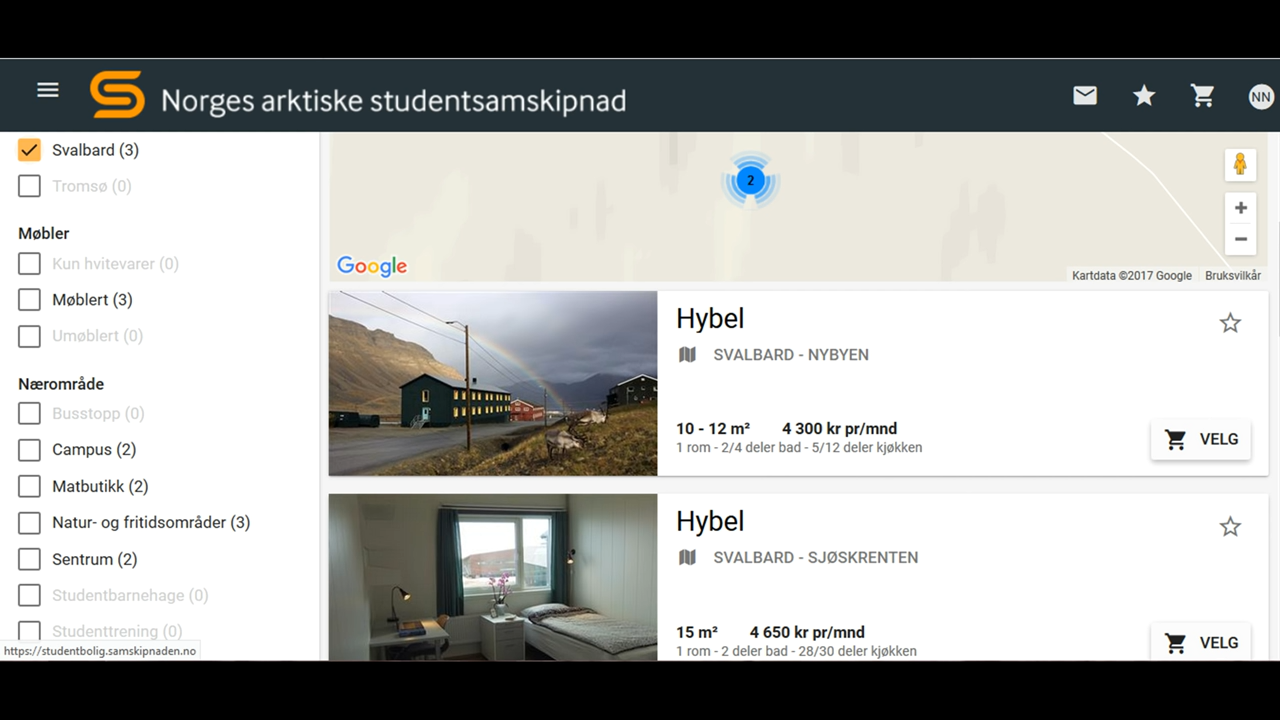 Norges arktiske studentsamskipnad
NN
Svalbard (3)
Tromsø (0)
Møbler
Kun hvitevarer (0)
Møblert (3)
Umøblert (0)
Nærområde
Busstopp (0)
Campus (2)
Matbutikk (2)
Natur- og fritidsområder (3)
Sentrum (2)
Studentbarnehage (0)
Studenttrening (0)
https://studentbolig.samskipnaden.no
2
Google
Kartdata ©2017 Google
Bruksvilkår
Hybel
SVALBARD - NYBYEN
10 - 12 m² 4 300 kr pr/mnd
1 rom - 2/4 deler bad - 5/12 deler kjøkken
VELG
Hybel
SVALBARD - SJØSKRENTEN
15 m² 4 650 kr pr/mnd
1 rom - 2 deler bad - 28/30 deler kjøkken
VELG